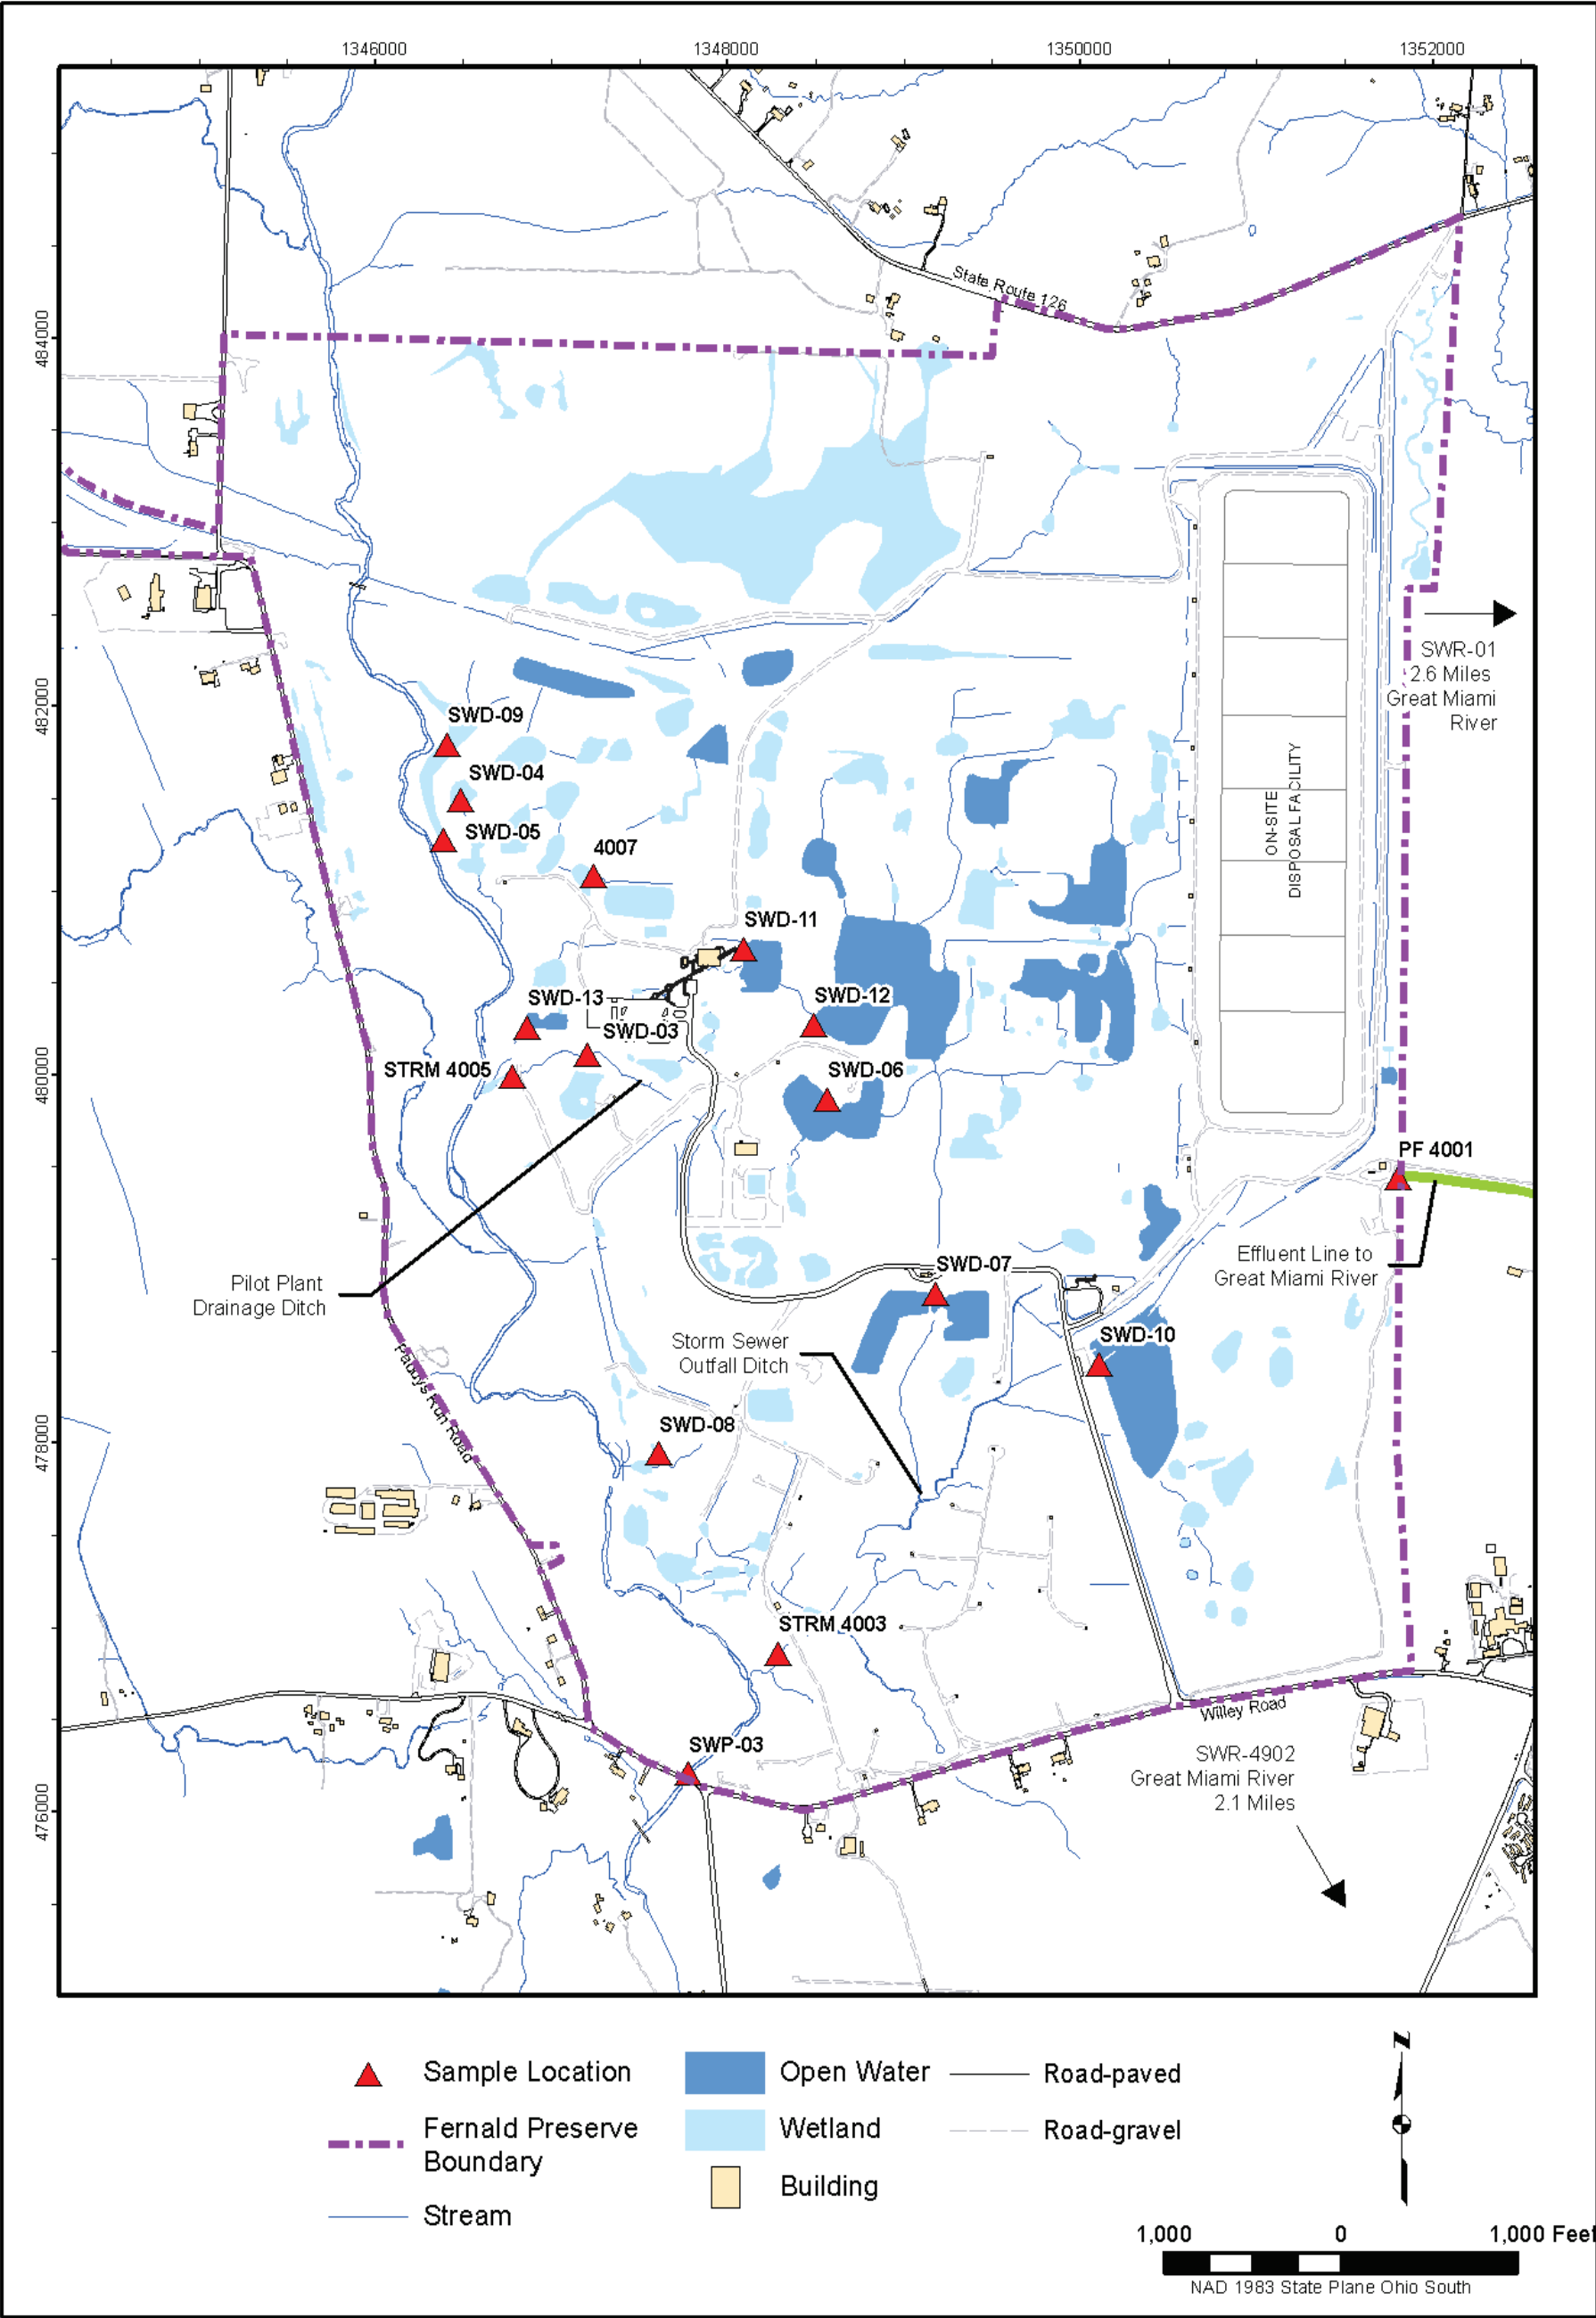 1346000
1348000
1350000
1352000
484000
482000
480000
478000
476000
State Route 126
SWR-01
2.6 Miles
Great Miami
River
SWD-09
SWD-04
SWD-05
4007
ON-SITE
DISPOSAL FACILITY
SWD-11
SWD-12
SWD-13
SWD-03
STRM 4005
SWD-06
PF 4001
Effluent Line to
Great Miami River
Pilot Plant
Drainage Ditch
SWD-07
Storm Sewer
Outfall Ditch
SWD-10
Paddys Run Road
SWD-08
STRM 4003
Willey Road
SWP-03
SWR-4902
Great Miami River
2.1 Miles
Sample Location
Fernald Preserve
Boundary
Stream
Open Water
Wetland
Building
Road-paved
Road-gravel
N
1,000 0 1,000 Feet
NAD 1983 State Plane Ohio South